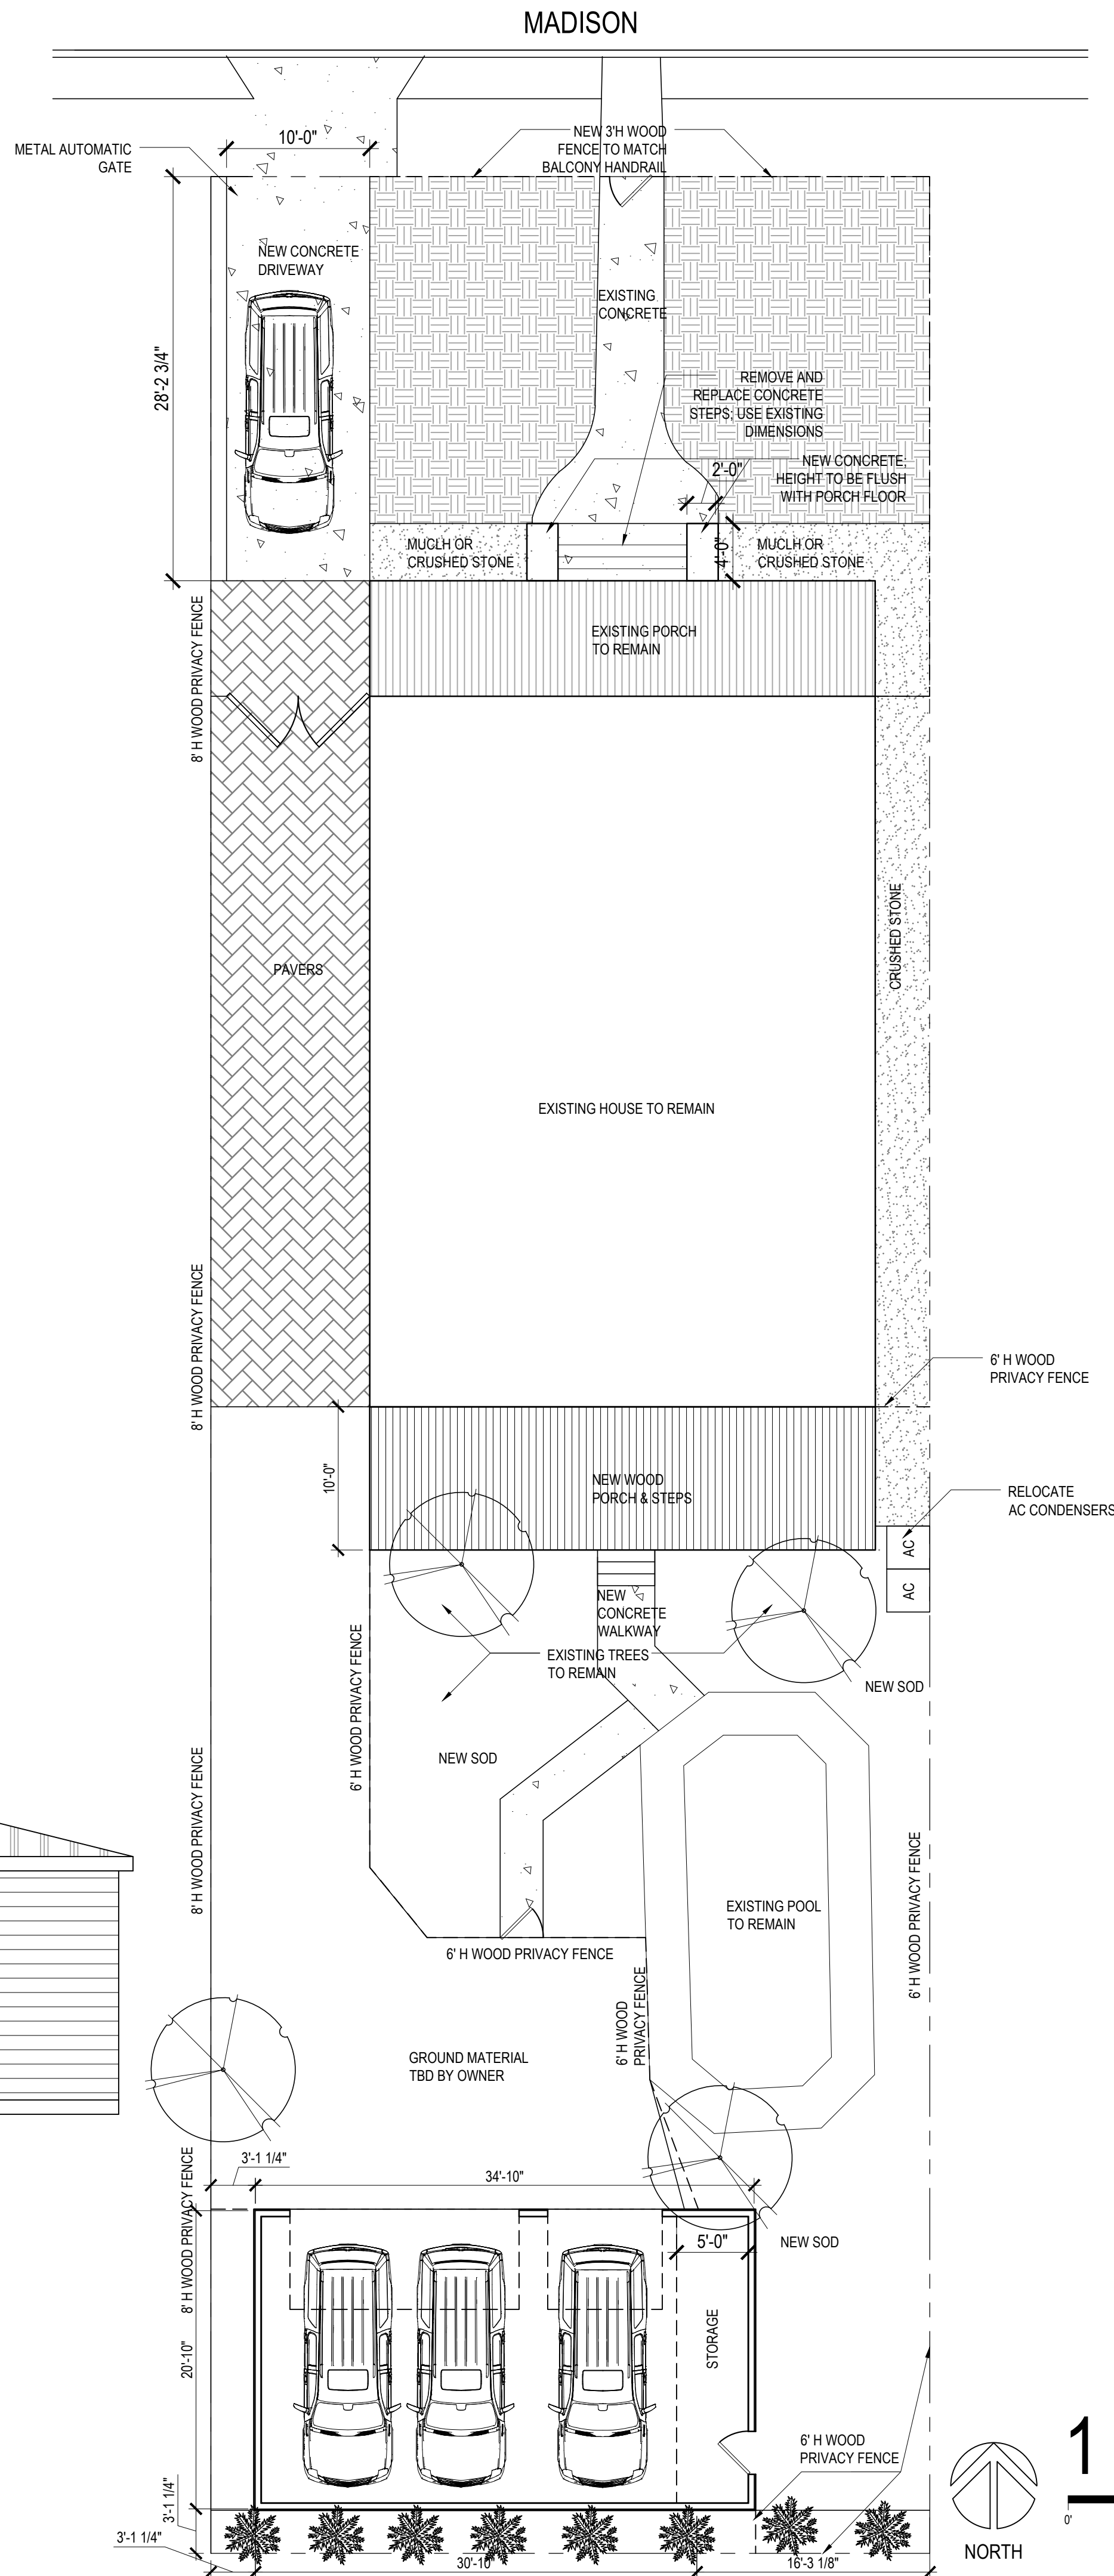 MADISON
10'-0"
METAL AUTOMATIC
GATE
NEW 3'H WOOD
FENCE TO MATCH
BALCONY HANDRAIL
NEW CONCRETE
DRIVEWAY
EXISTING
CONCRETE
28'-2 3/4"
REMOVE AND
REPLACE CONCRETE
STEPS; USE EXISTING
DIMENSIONS
NEW CONCRETE;
HEIGHT TO BE FLUSH
WITH PORCH FLOOR
2'-0"
4'-0"
MUCLH OR
CRUSHED STONE
MUCLH OR
CRUSHED STONE
8' H WOOD PRIVACY FENCE
EXISTING PORCH
TO REMAIN
PAVERS
CRUSHED STONE
EXISTING HOUSE TO REMAIN
8' H WOOD PRIVACY FENCE
6' H WOOD
PRIVACY FENCE
10'-0"
NEW WOOD
PORCH & STEPS
RELOCATE
AC CONDENSERS
AC
AC
NEW
CONCRETE
WALKWAY
6' H WOOD PRIVACY FENCE
EXISTING TREES
TO REMAIN
NEW SOD
NEW SOD
8' H WOOD PRIVACY FENCE
6' H WOOD PRIVACY FENCE
EXISTING POOL
TO REMAIN
6' H WOOD PRIVACY FENCE
6' H WOOD
PRIVACY FENCE
GROUND MATERIAL
TBD BY OWNER
3'-1 1/4"
34'-10"
8' H WOOD PRIVACY FENCE
5'-0"
NEW SOD
STORAGE
20'-10"
6' H WOOD
PRIVACY FENCE
1
0'
NORTH
3'-1 1/4"
3'-1 1/4"
30'-10"
16'-3 1/8"